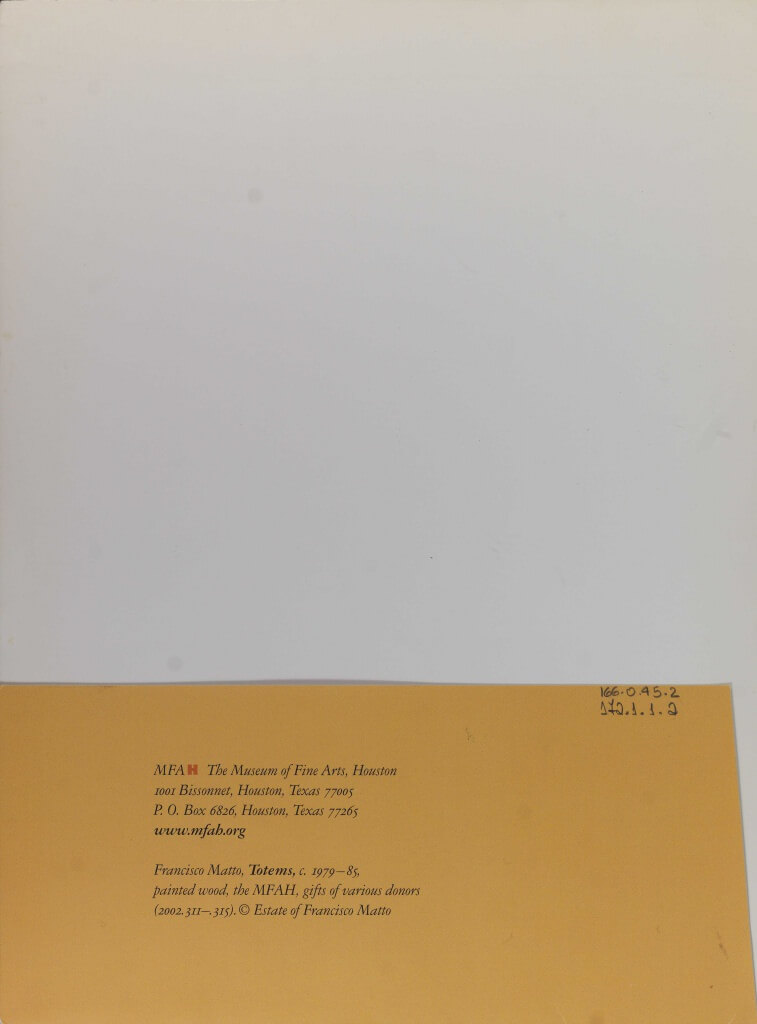 166.0.45.2
172.1.1.2
MFAH The Museum of Fine Arts, Houston
1001 Bissonnet, Houston, Texas 77005
P. O. Box 6826, Houston, Texas 77265
www.mfah.org
Francisco Matto, Totems, c. 1979–85,
painted wood, the MFAH, gifts of various donors
(2002.311–.315). © Estate of Francisco Matto